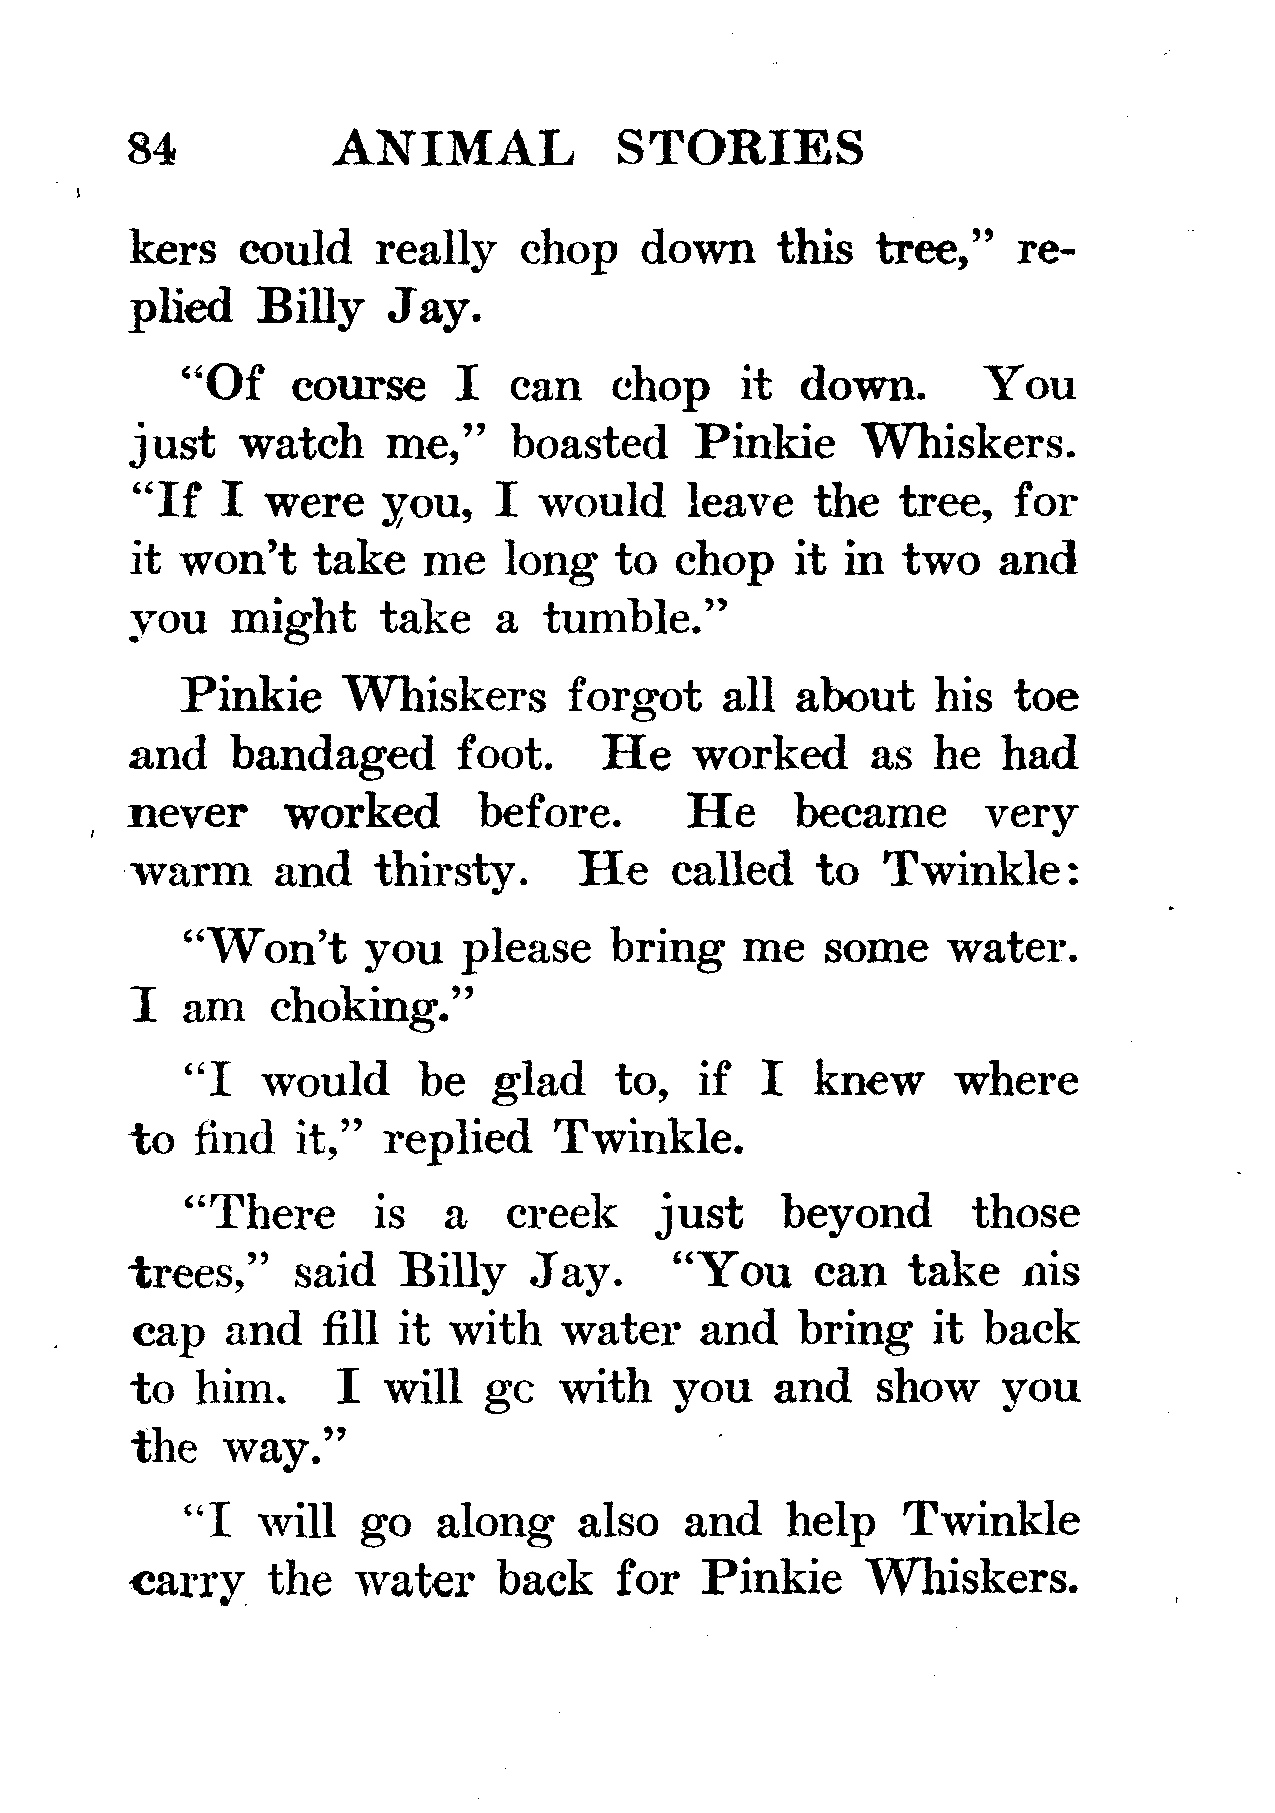 84 ANIMAL STORIES
kers could really chop down this tree,” re-
plied Billy Jay.
“Of course I can chop it down. You
just watch me,” boasted Pinkie Whiskers.
“If I were you, I would leave the tree, for
it won’t take me long to chop it in two and
you might take a tumble.”
Pinkie Whiskers forgot all about his toe
and bandaged foot. He worked as he had
never worked before. He became very
warm and thirsty. He called to Twinkle:
“Won’t you please bring me some water.
I am choking.”
“I would be glad to, if I knew where
to find it,” replied Twinkle.
“There is a creek just beyond those
trees,” said Billy Jay. “You can take his
cap and fill it with water and bring it back
to him. I will go with you and show you
the way.”
“I will go along also and help Twinkle
carry the water back for Pinkie Whiskers.